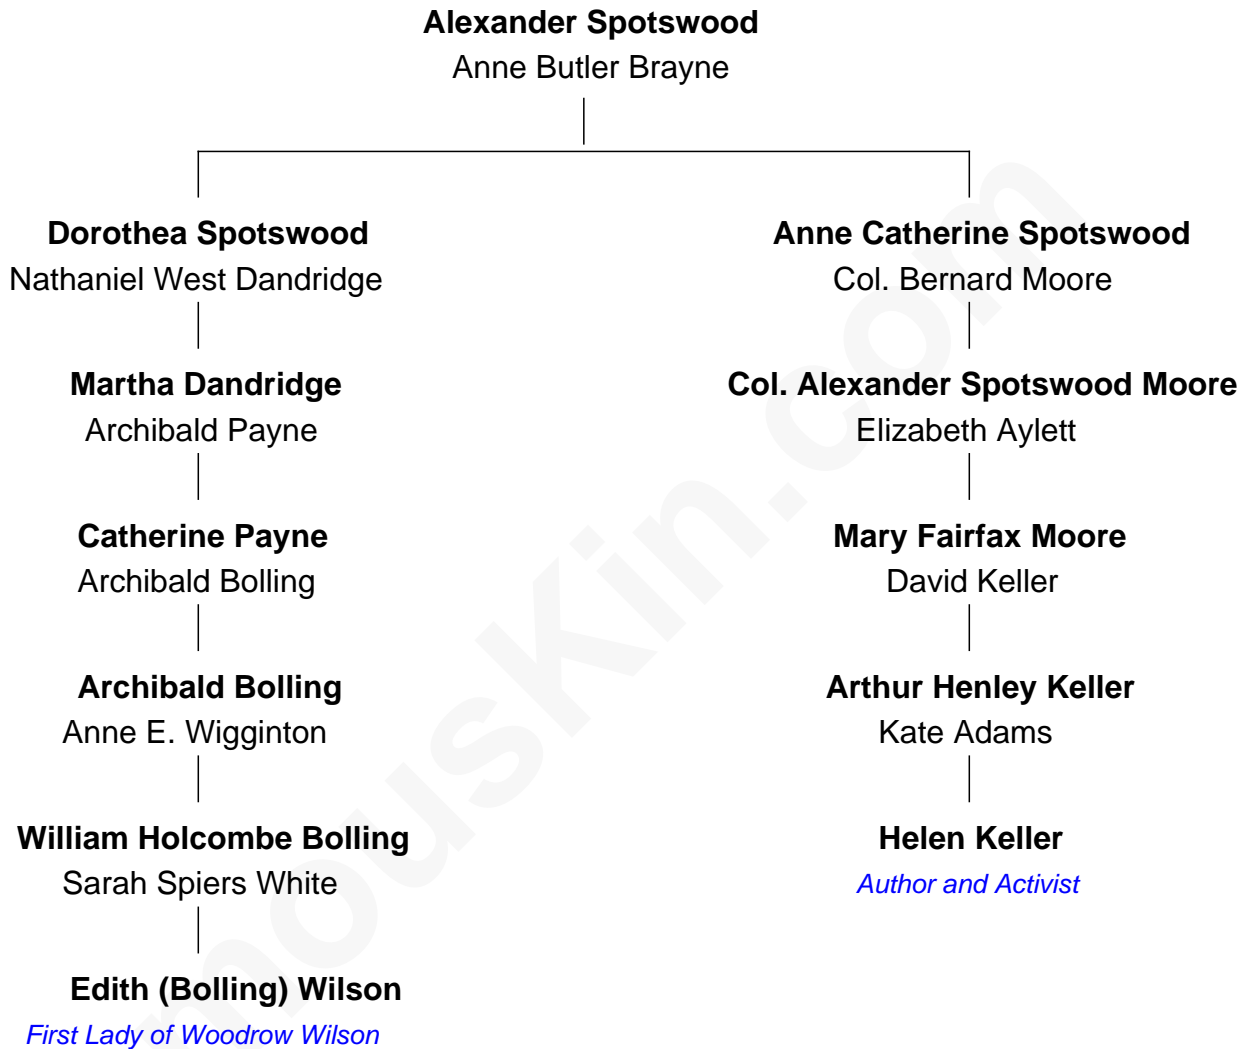 Alexander Spotswood
Anne Butler Brayne
Dorothea Spotswood
Nathaniel West Dandridge
Martha Dandridge
Archibald Payne
Catherine Payne
Archibald Bolling
Archibald Bolling
Anne E. Wigginton
William Holcombe Bolling
Sarah Spiers White
Edith (Bolling) Wilson
First Lady of Woodrow Wilson
Anne Catherine Spotswood
Col. Bernard Moore
Col. Alexander Spotswood Moore
Elizabeth Aylett
Mary Fairfax Moore
David Keller
Arthur Henley Keller
Kate Adams
Helen Keller
Author and Activist
mousKin.com